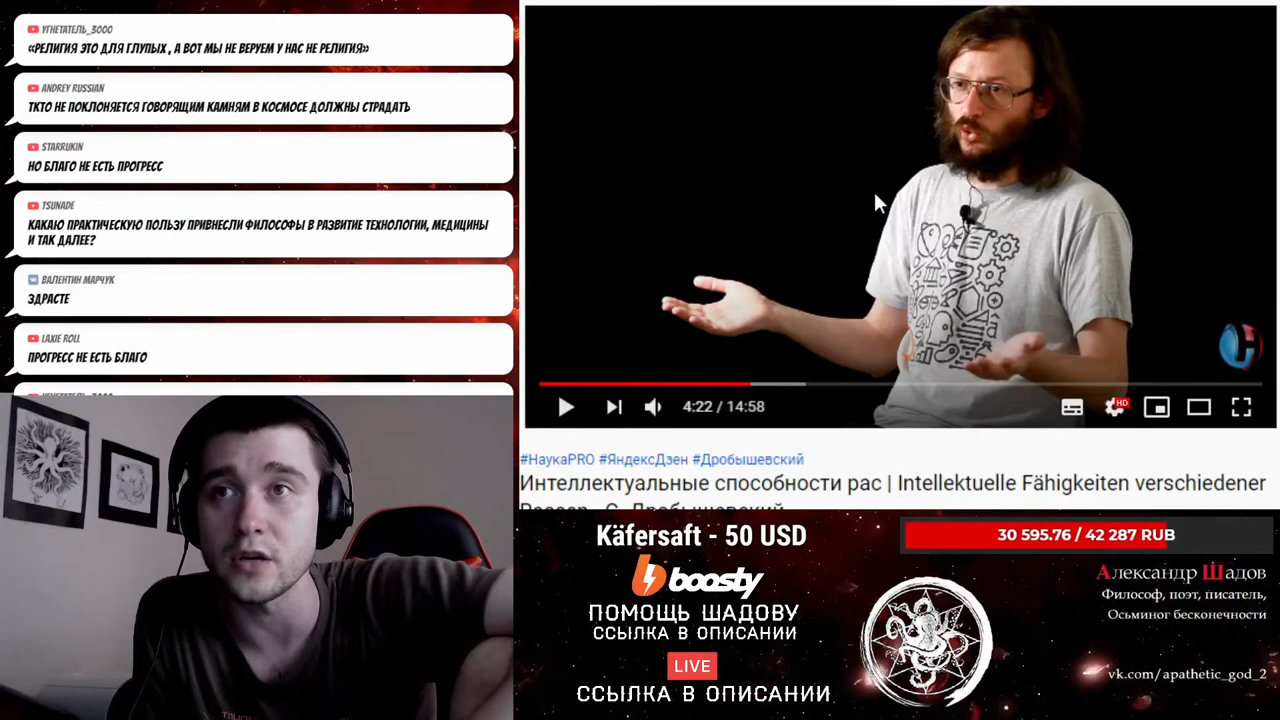 УГНЕТАТЕЛЬ_3000
«РЕЛИГИЯ ЭТО ДЛЯ ГЛУПЫХ , А ВОТ МЫ НЕ ВЕРУЕМ У НАС НЕ РЕЛИГИЯ»
ANDREY RUSSIAN
ТКТО НЕ ПОКЛОНЯЕТСЯ ГОВОРЯЩИМ КАМНЯМ В КОСМОСЕ ДОЛЖНЫ СТРАДАТЬ
STARRUKIN
НО БЛАГО НЕ ЕСТЬ ПРОГРЕСС
TSUNADE
КАКАЮ ПРАКТИЧЕСКУЮ ПОЛЬЗУ ПРИВНЕСЛИ ФИЛОСОФЫ В РАЗВИТИЕ ТЕХНОЛОГИИ, МЕДИЦИНЫ
И ТАК ДАЛЕЕ?
ВАЛЕНТИН МАРЧУК
ЗДРАСТЕ
LAXIE ROLL
ПРОГРЕСС НЕ ЕСТЬ БЛАГО
4:22 / 14:58
HD
#НаукаPRO #ЯндексДзен #Дробышевский
Интеллектуальные способности рас | Intellektuelle Fähigkeiten verschiedener
Käfersaft - 50 USD
boosty
ПОМОЩЬ ШАДОВУ
ССЫЛКА В ОПИСАНИИ
LIVE
ССЫЛКА В ОПИСАНИИ
30 595.76 / 42 287 RUB
Александр Шадов
Философ, поэт, писатель,
Осьминог бесконечности
vk.com/apathetic_god_2